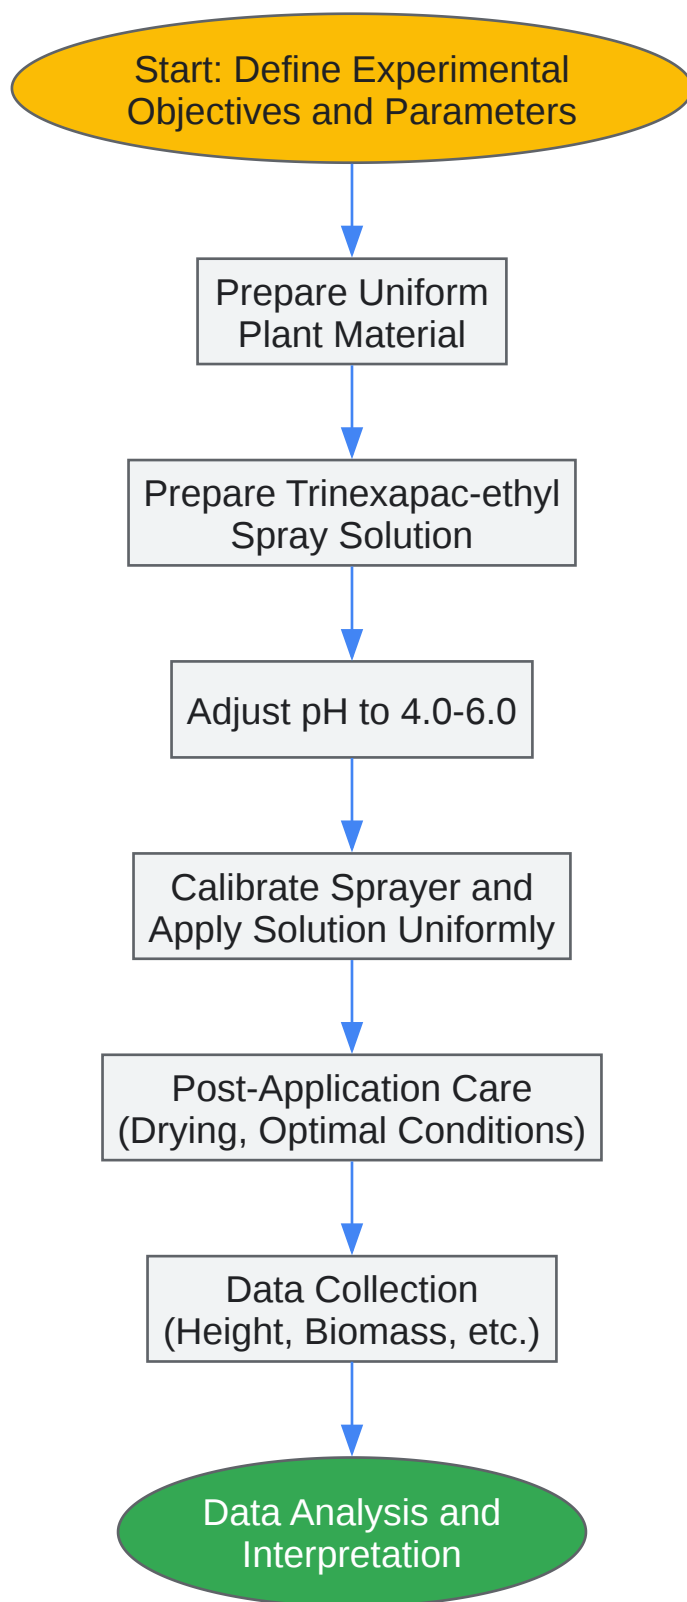 Start: Define Experimental
Objectives and Parameters
Prepare Uniform
Plant Material
Prepare Trinexapac-ethyl
Spray Solution
Adjust pH to 4.0-6.0
Calibrate Sprayer and
Apply Solution Uniformly
Post-Application Care
(Drying, Optimal Conditions)
Data Collection
(Height, Biomass, etc.)
Data Analysis and
Interpretation